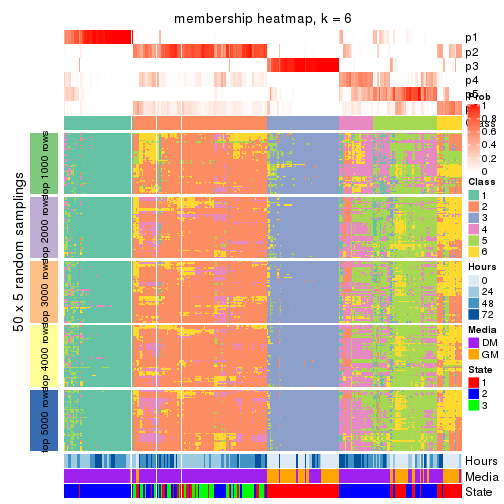 membership heatmap, k = 6
p1
p2
p3
p4
p5
p6
Class
50 x 5 random samplings
top 1000 rows
top 2000 rows
top 3000 rows
top 4000 rows
top 5000 rows
Hours
Media
State
Prob
1
0.8
0.6
0.4
0.2
0
Class
1
2
3
4
5
6
Hours
0
24
48
72
Media
DM
GM
State
1
2
3